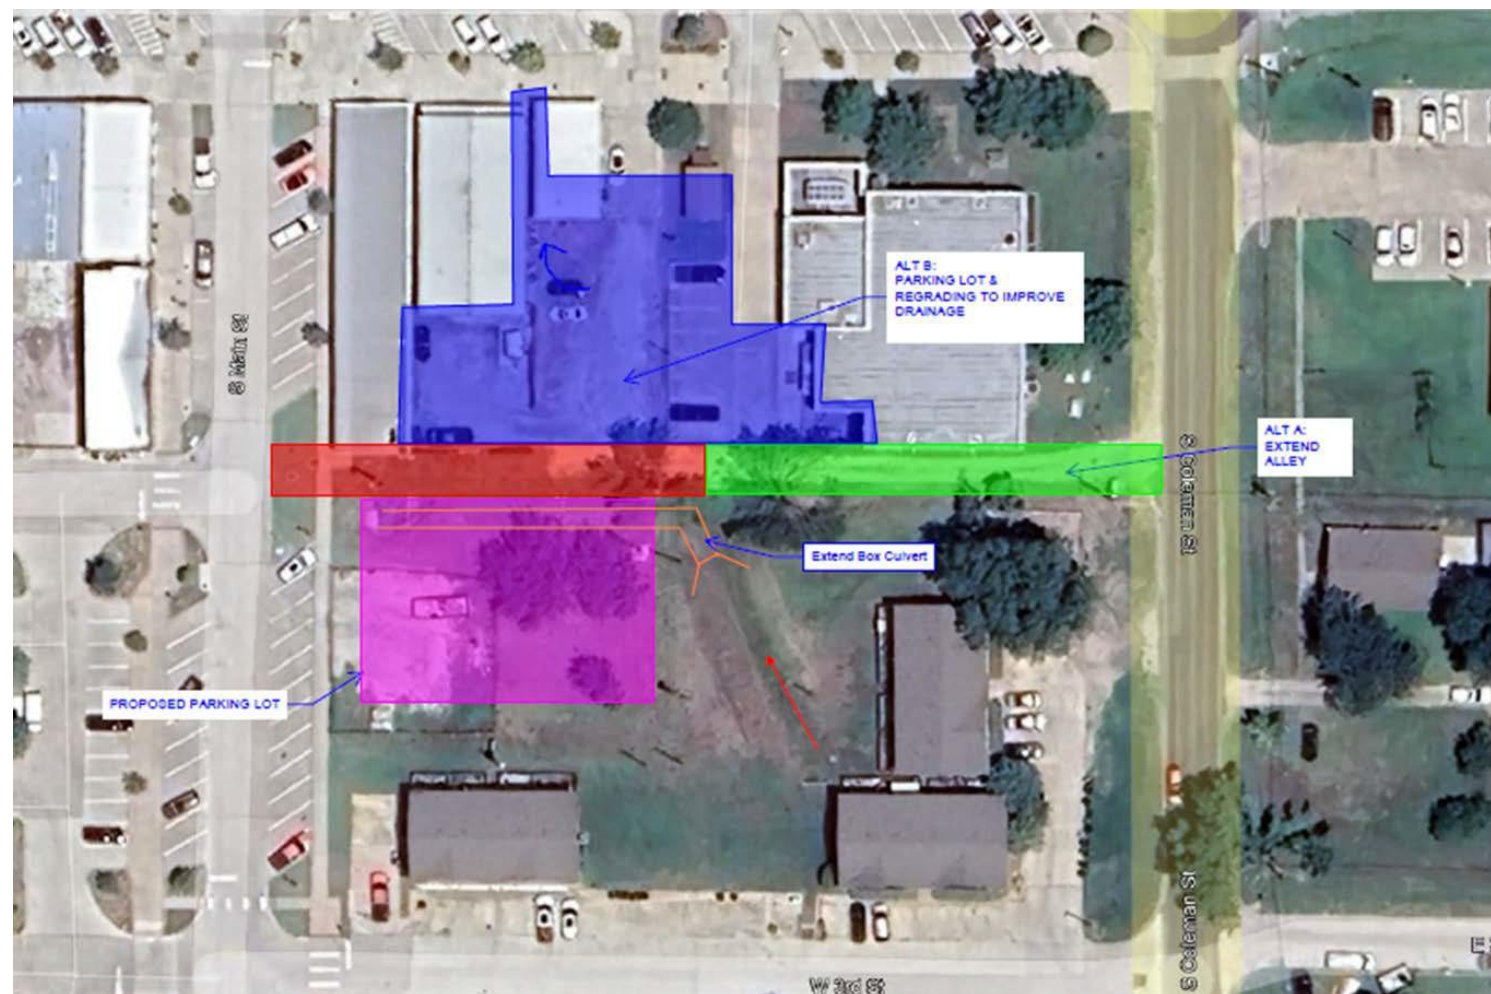 ALT B:
PARKING LOT &
REGRADING TO IMPROVE
DRAINAGE
S Main St
ALT A:
EXTEND
ALLEY
S Coleman St
Extend Box Culvert
PROPOSED PARKING LOT
S Coleman St
E
W 3rd St